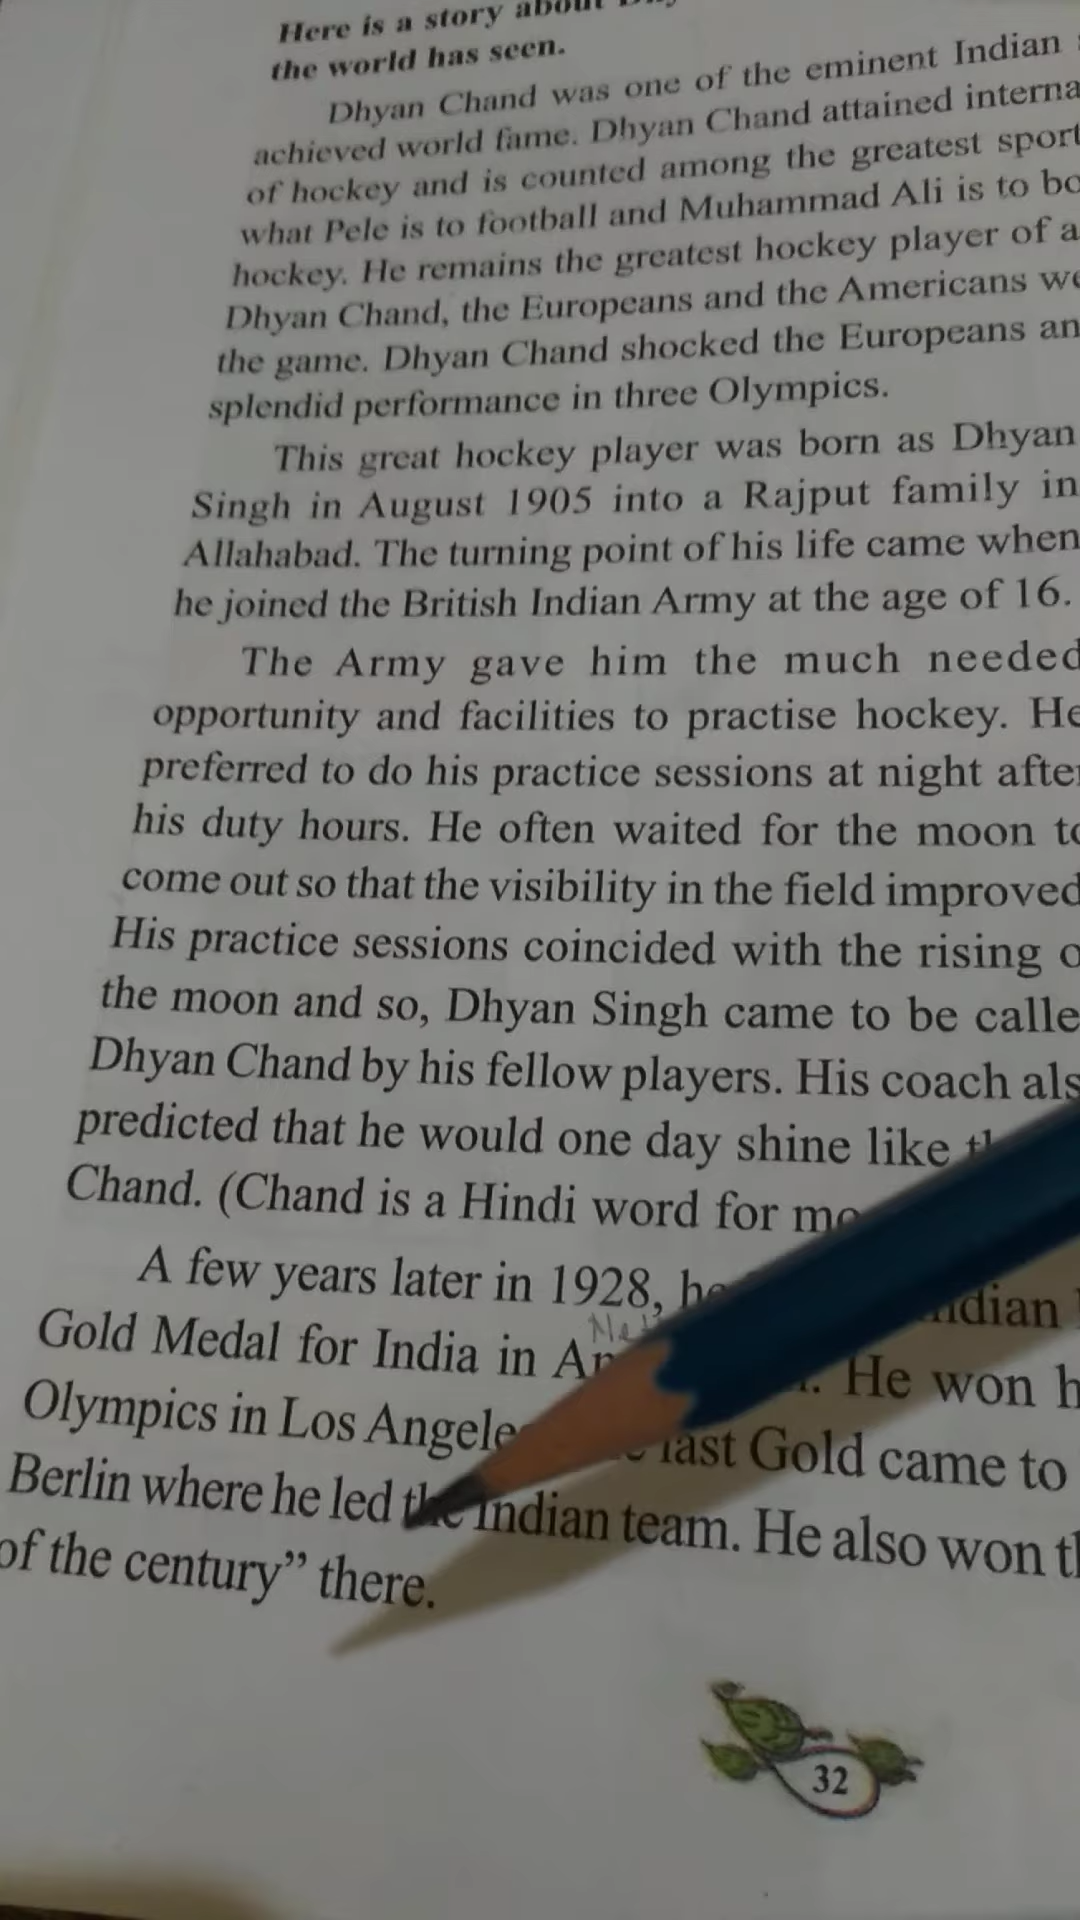 Here is a story about
the world has seen.
Dhyan Chand was one of the eminent Indian
achieved world fame. Dhyan Chand attained interna
of hockey and is counted among the greatest sport
what Pele is to football and Muhammad Ali is to bo
hockey. He remains the greatest hockey player of a
Dhyan Chand, the Europeans and the Americans we
the game. Dhyan Chand shocked the Europeans an
splendid performance in three Olympics.
This great hockey player was born as Dhyan
Singh in August 1905 into a Rajput family in
Allahabad. The turning point of his life came when
he joined the British Indian Army at the age of 16.
The Army gave him the much needed
opportunity and facilities to practise hockey. He
preferred to do his practice sessions at night after
his duty hours. He often waited for the moon to
come out so that the visibility in the field improved
His practice sessions coincided with the rising o
the moon and so, Dhyan Singh came to be calle
Dhyan Chand by his fellow players. His coach als
predicted that he would one day shine like
Chand. (Chand is a Hindi word for mo
A few years later in 1928, he ndian
Gold Medal for India in Am He won h
Olympics in Los Angele last Gold came to
Berlin where he led the Indian team. He also won th
of the century” there.
32